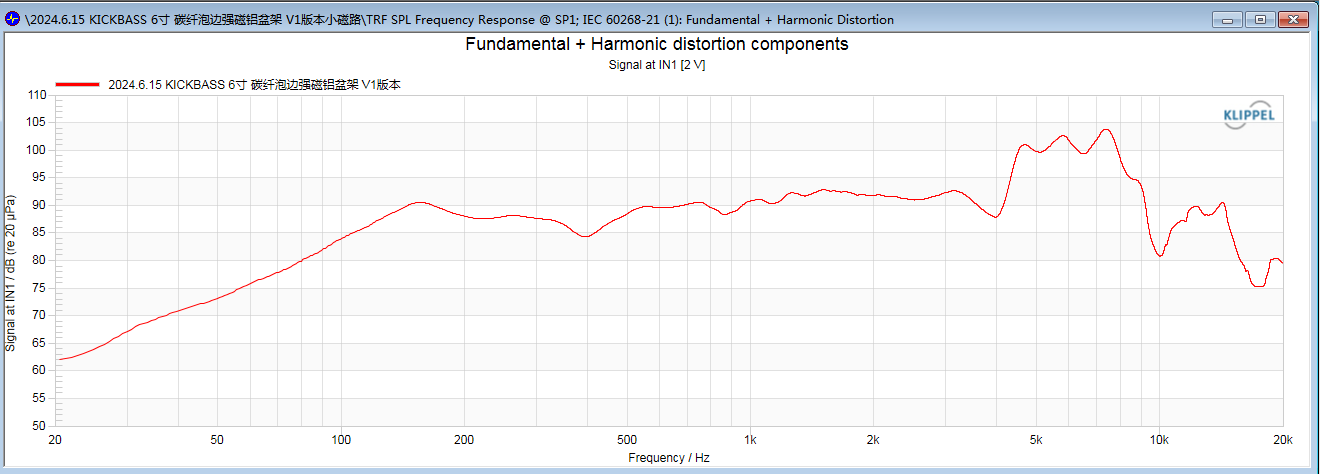 \2024.6.15 KICKBASS 6寸 碳纤泡边强磁铝盆架 V1版本小磁路\TRF SPL Frequency Response @ SP1; IEC 60268-21 (1): Fundamental + Harmonic Distortion
Fundamental + Harmonic distortion components
Signal at IN1 [2 V]
2024.6.15 KICKBASS 6寸 碳纤泡边强磁铝盆架 V1版本
KLIPPEL
Signal at IN1 / dB (re 20 µPa)
110
105
100
95
90
85
80
75
70
65
60
55
50
20 50 100 200 500 1k 2k 5k 10k 20k
Frequency / Hz